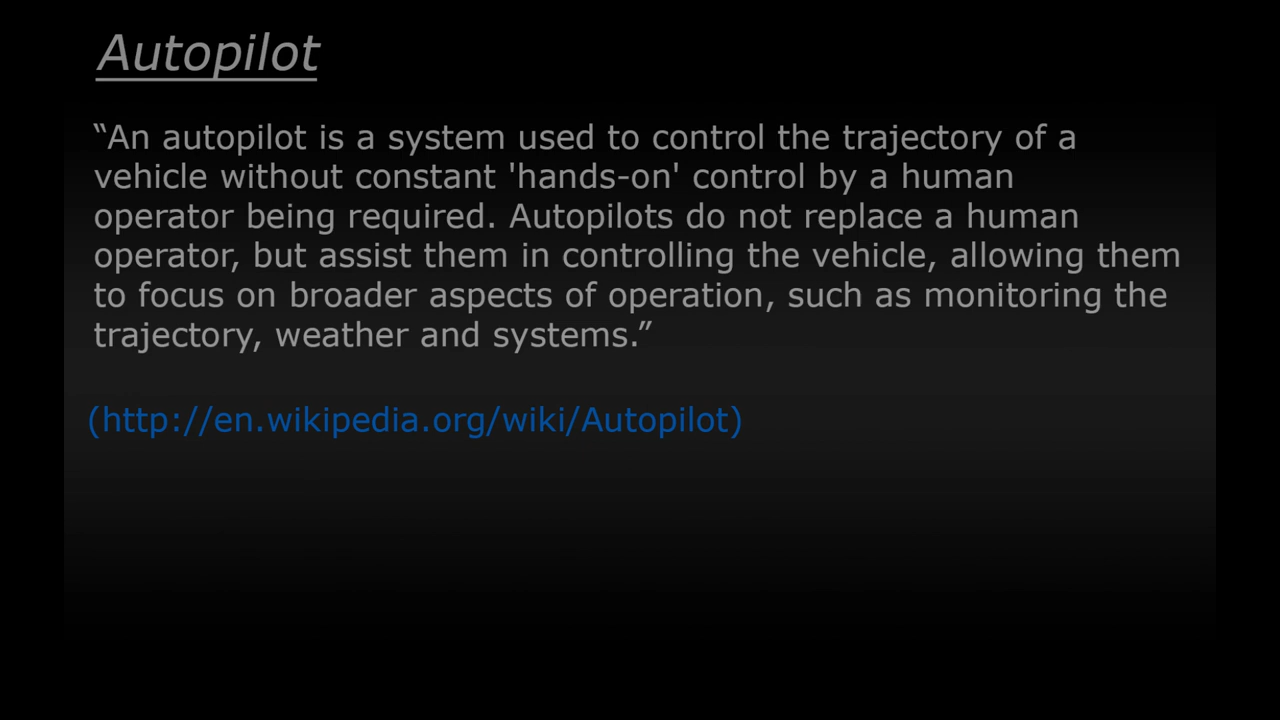 Autopilot
“An autopilot is a system used to control the trajectory of a
vehicle without constant 'hands-on' control by a human
operator being required. Autopilots do not replace a human
operator, but assist them in controlling the vehicle, allowing them
to focus on broader aspects of operation, such as monitoring the
trajectory, weather and systems.”
(http://en.wikipedia.org/wiki/Autopilot)